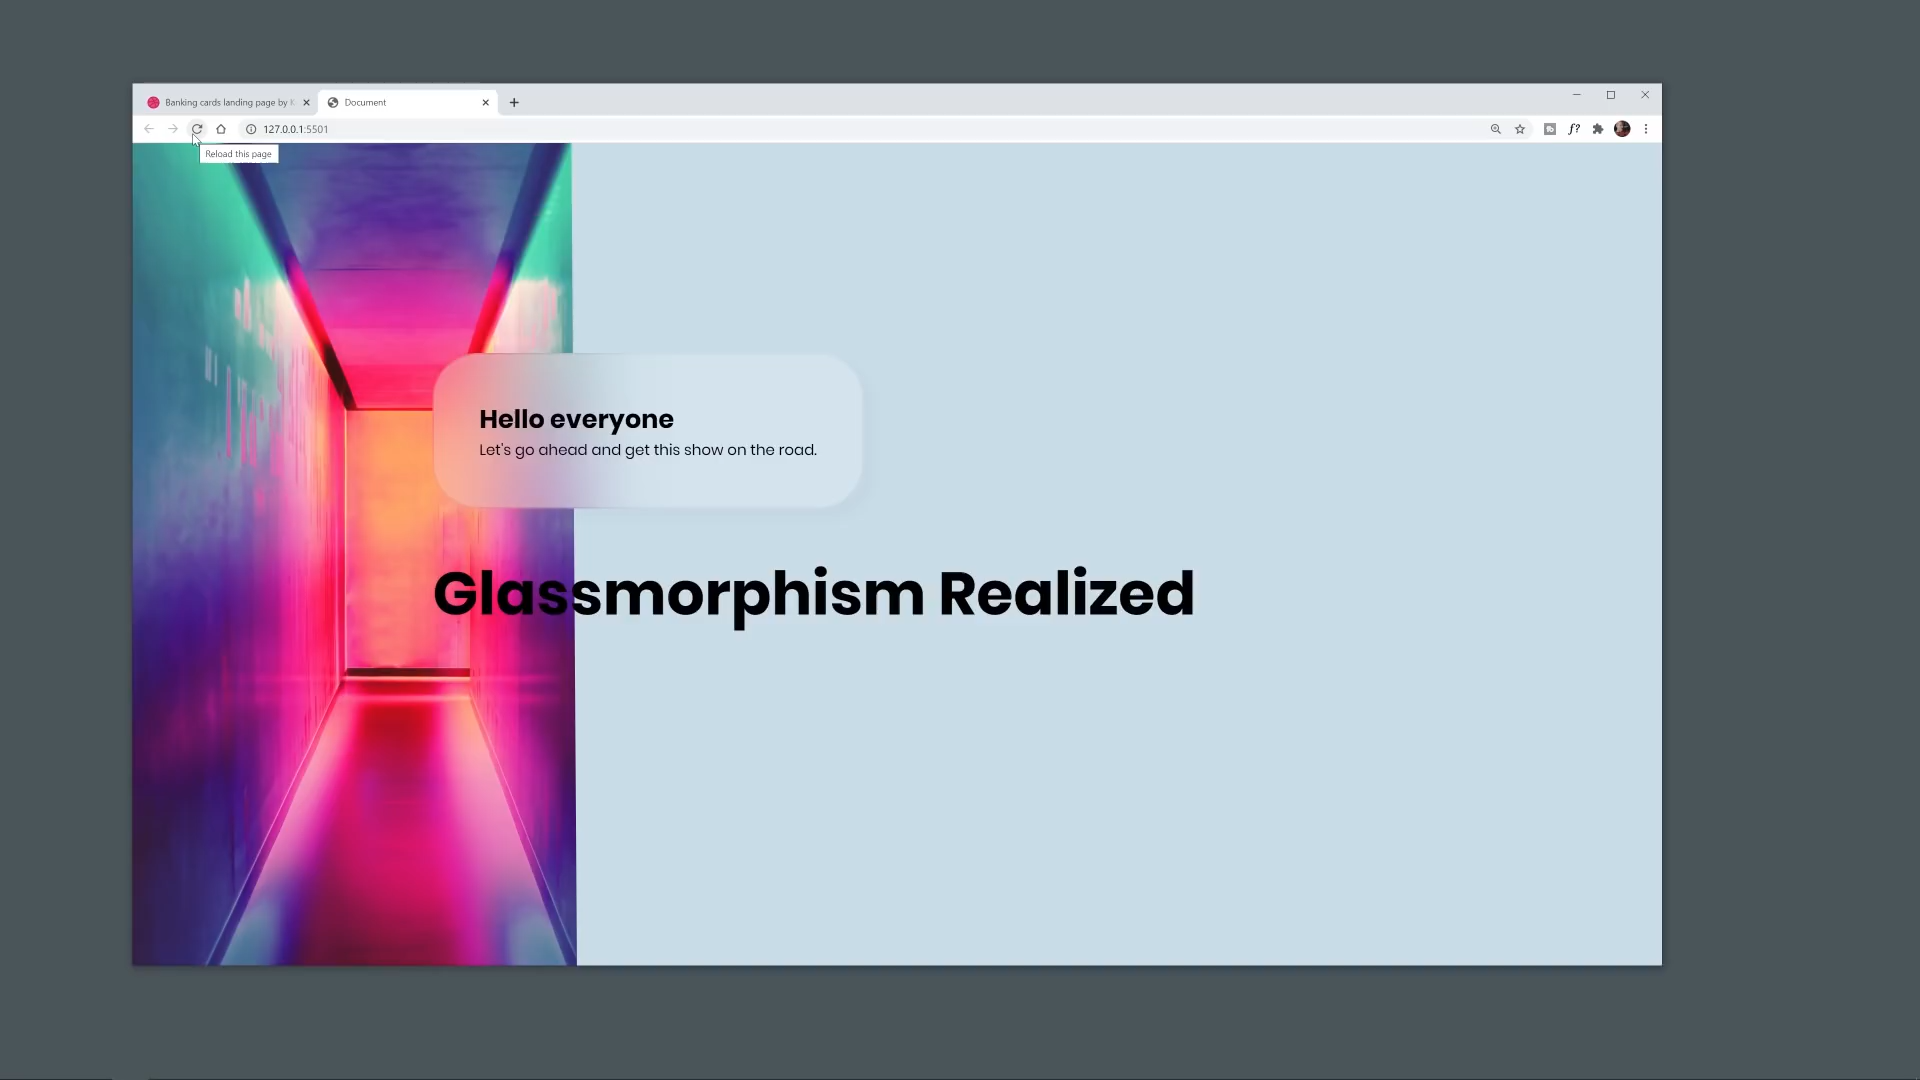 Banking cards landing page by
Document
127.0.0.1:5501
f?
Reload this page
Hello everyone
Let's go ahead and get this show on the road.
Glassmorphism Realized